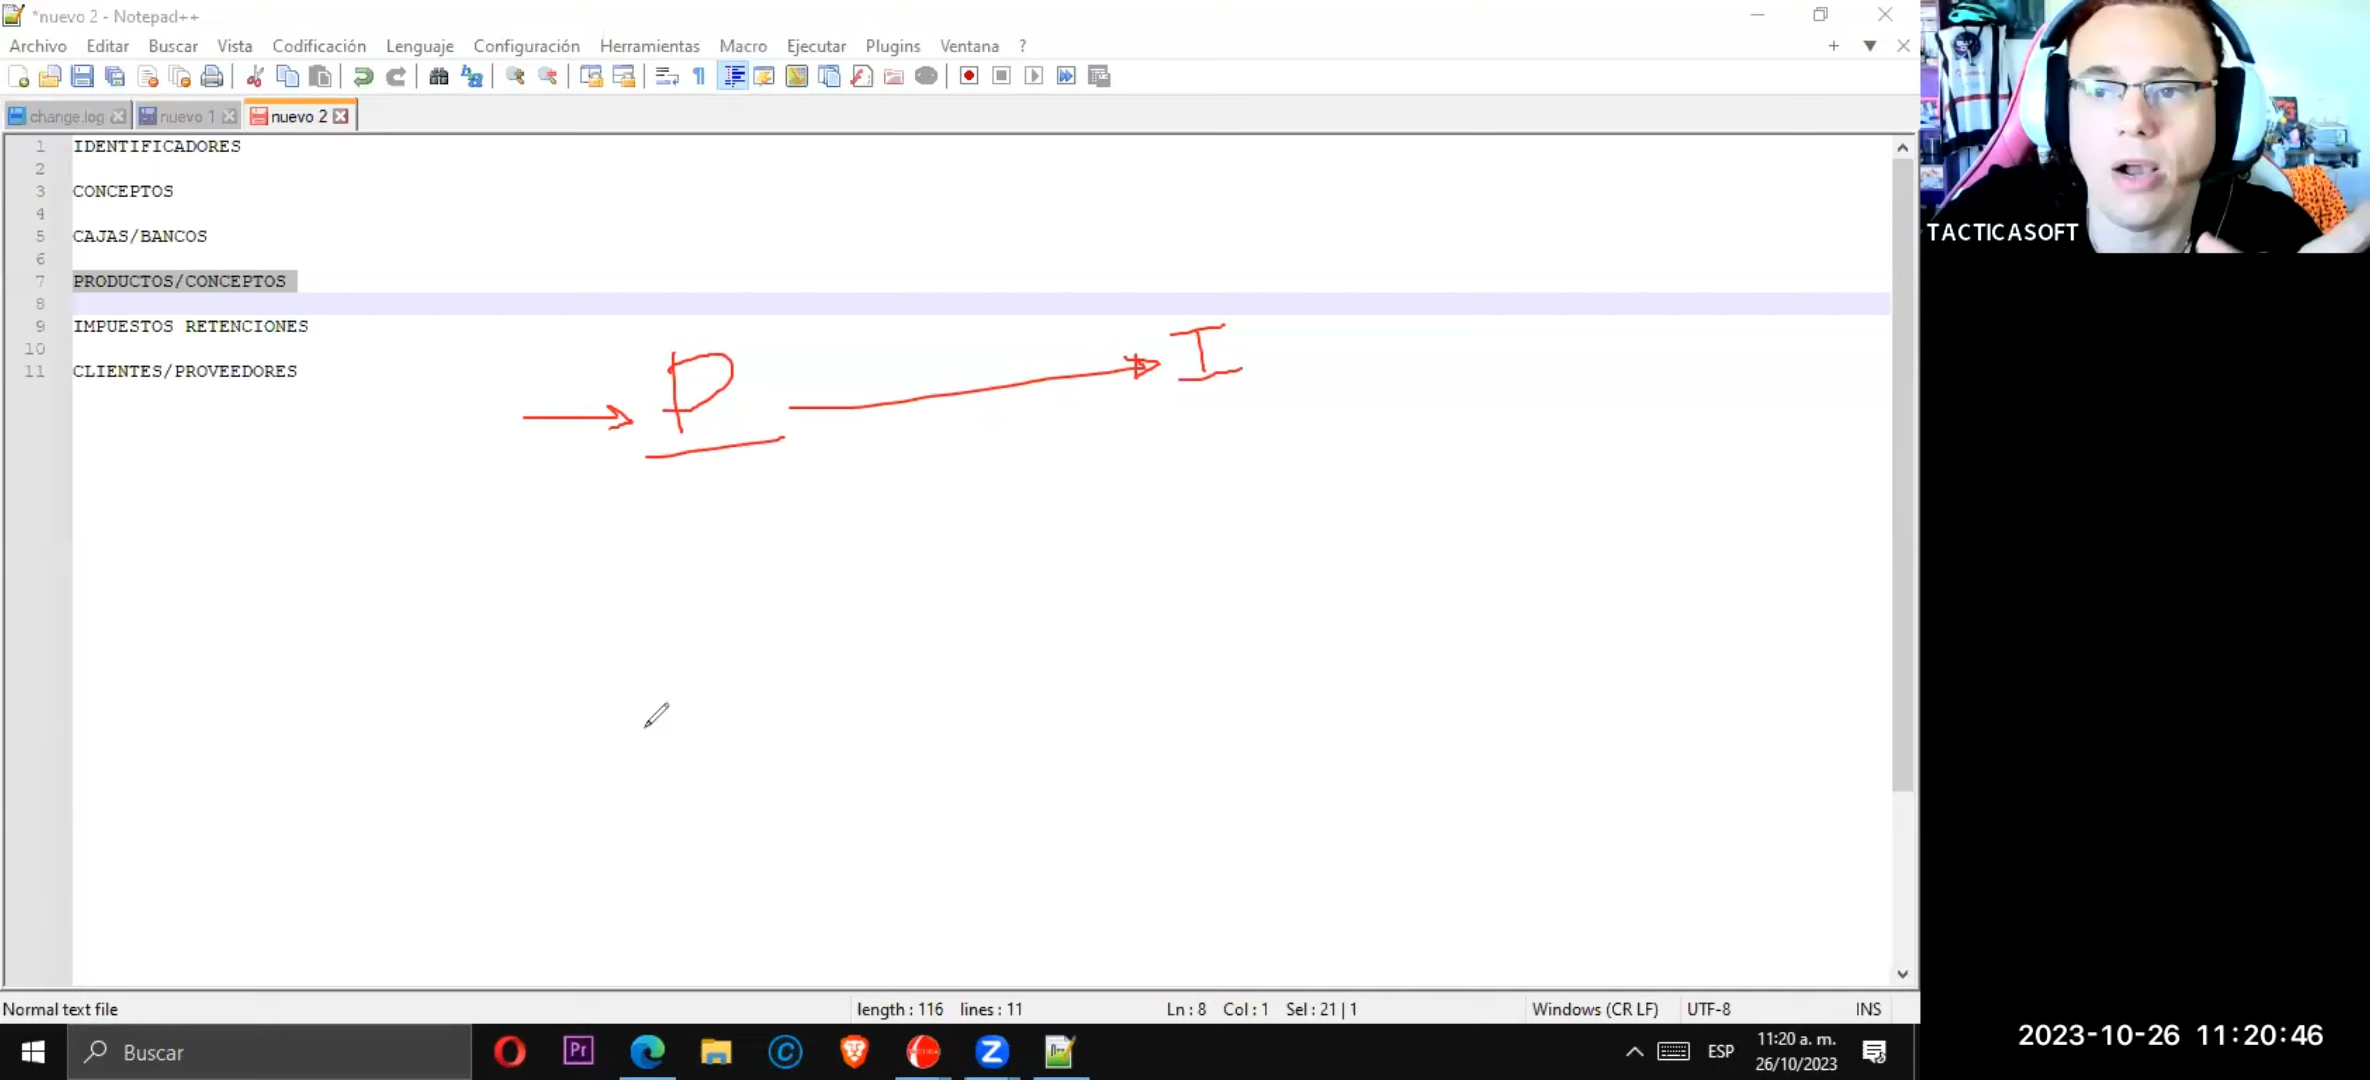 *nuevo 2 - Notepad++
Archivo Editar Buscar Vista Codificación Lenguaje Configuración Herramientas Macro Ejecutar Plugins Ventana ?
change.log nuevo 1 nuevo 2
1 IDENTIFICADORES
2
3 CONCEPTOS
4
5 CAJAS/BANCOS
6
7 PRODUCTOS/CONCEPTOS
8
9 IMPUESTOS RETENCIONES
10
11 CLIENTES/PROVEEDORES
P I
TACTICASOFT
Normal text file length : 116 lines : 11 Ln : 8 Col : 1 Sel : 21 | 1 Windows (CR LF) UTF-8 INS
Buscar
Pr
ESP
11:20 a. m.
26/10/2023
2023-10-26 11:20:46